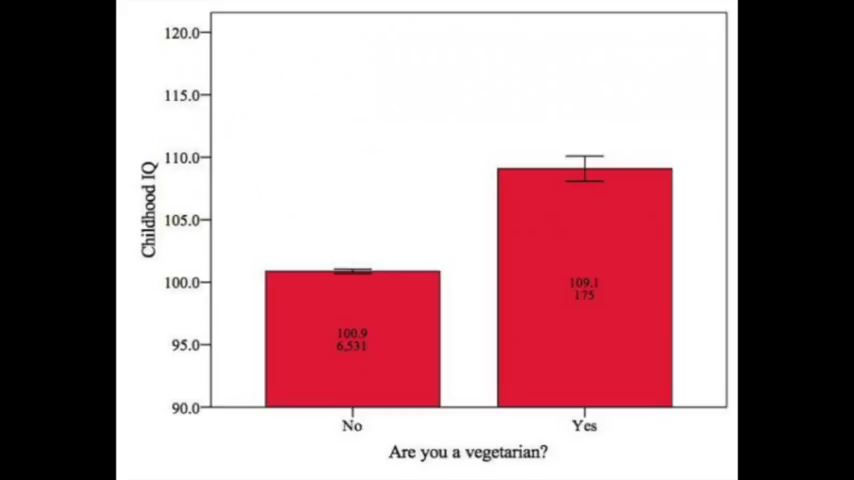 120.0
115.0
110.0
105.0
100.0
95.0
90.0
Childhood IQ
100.9
6,531
109.1
175
No
Yes
Are you a vegetarian?